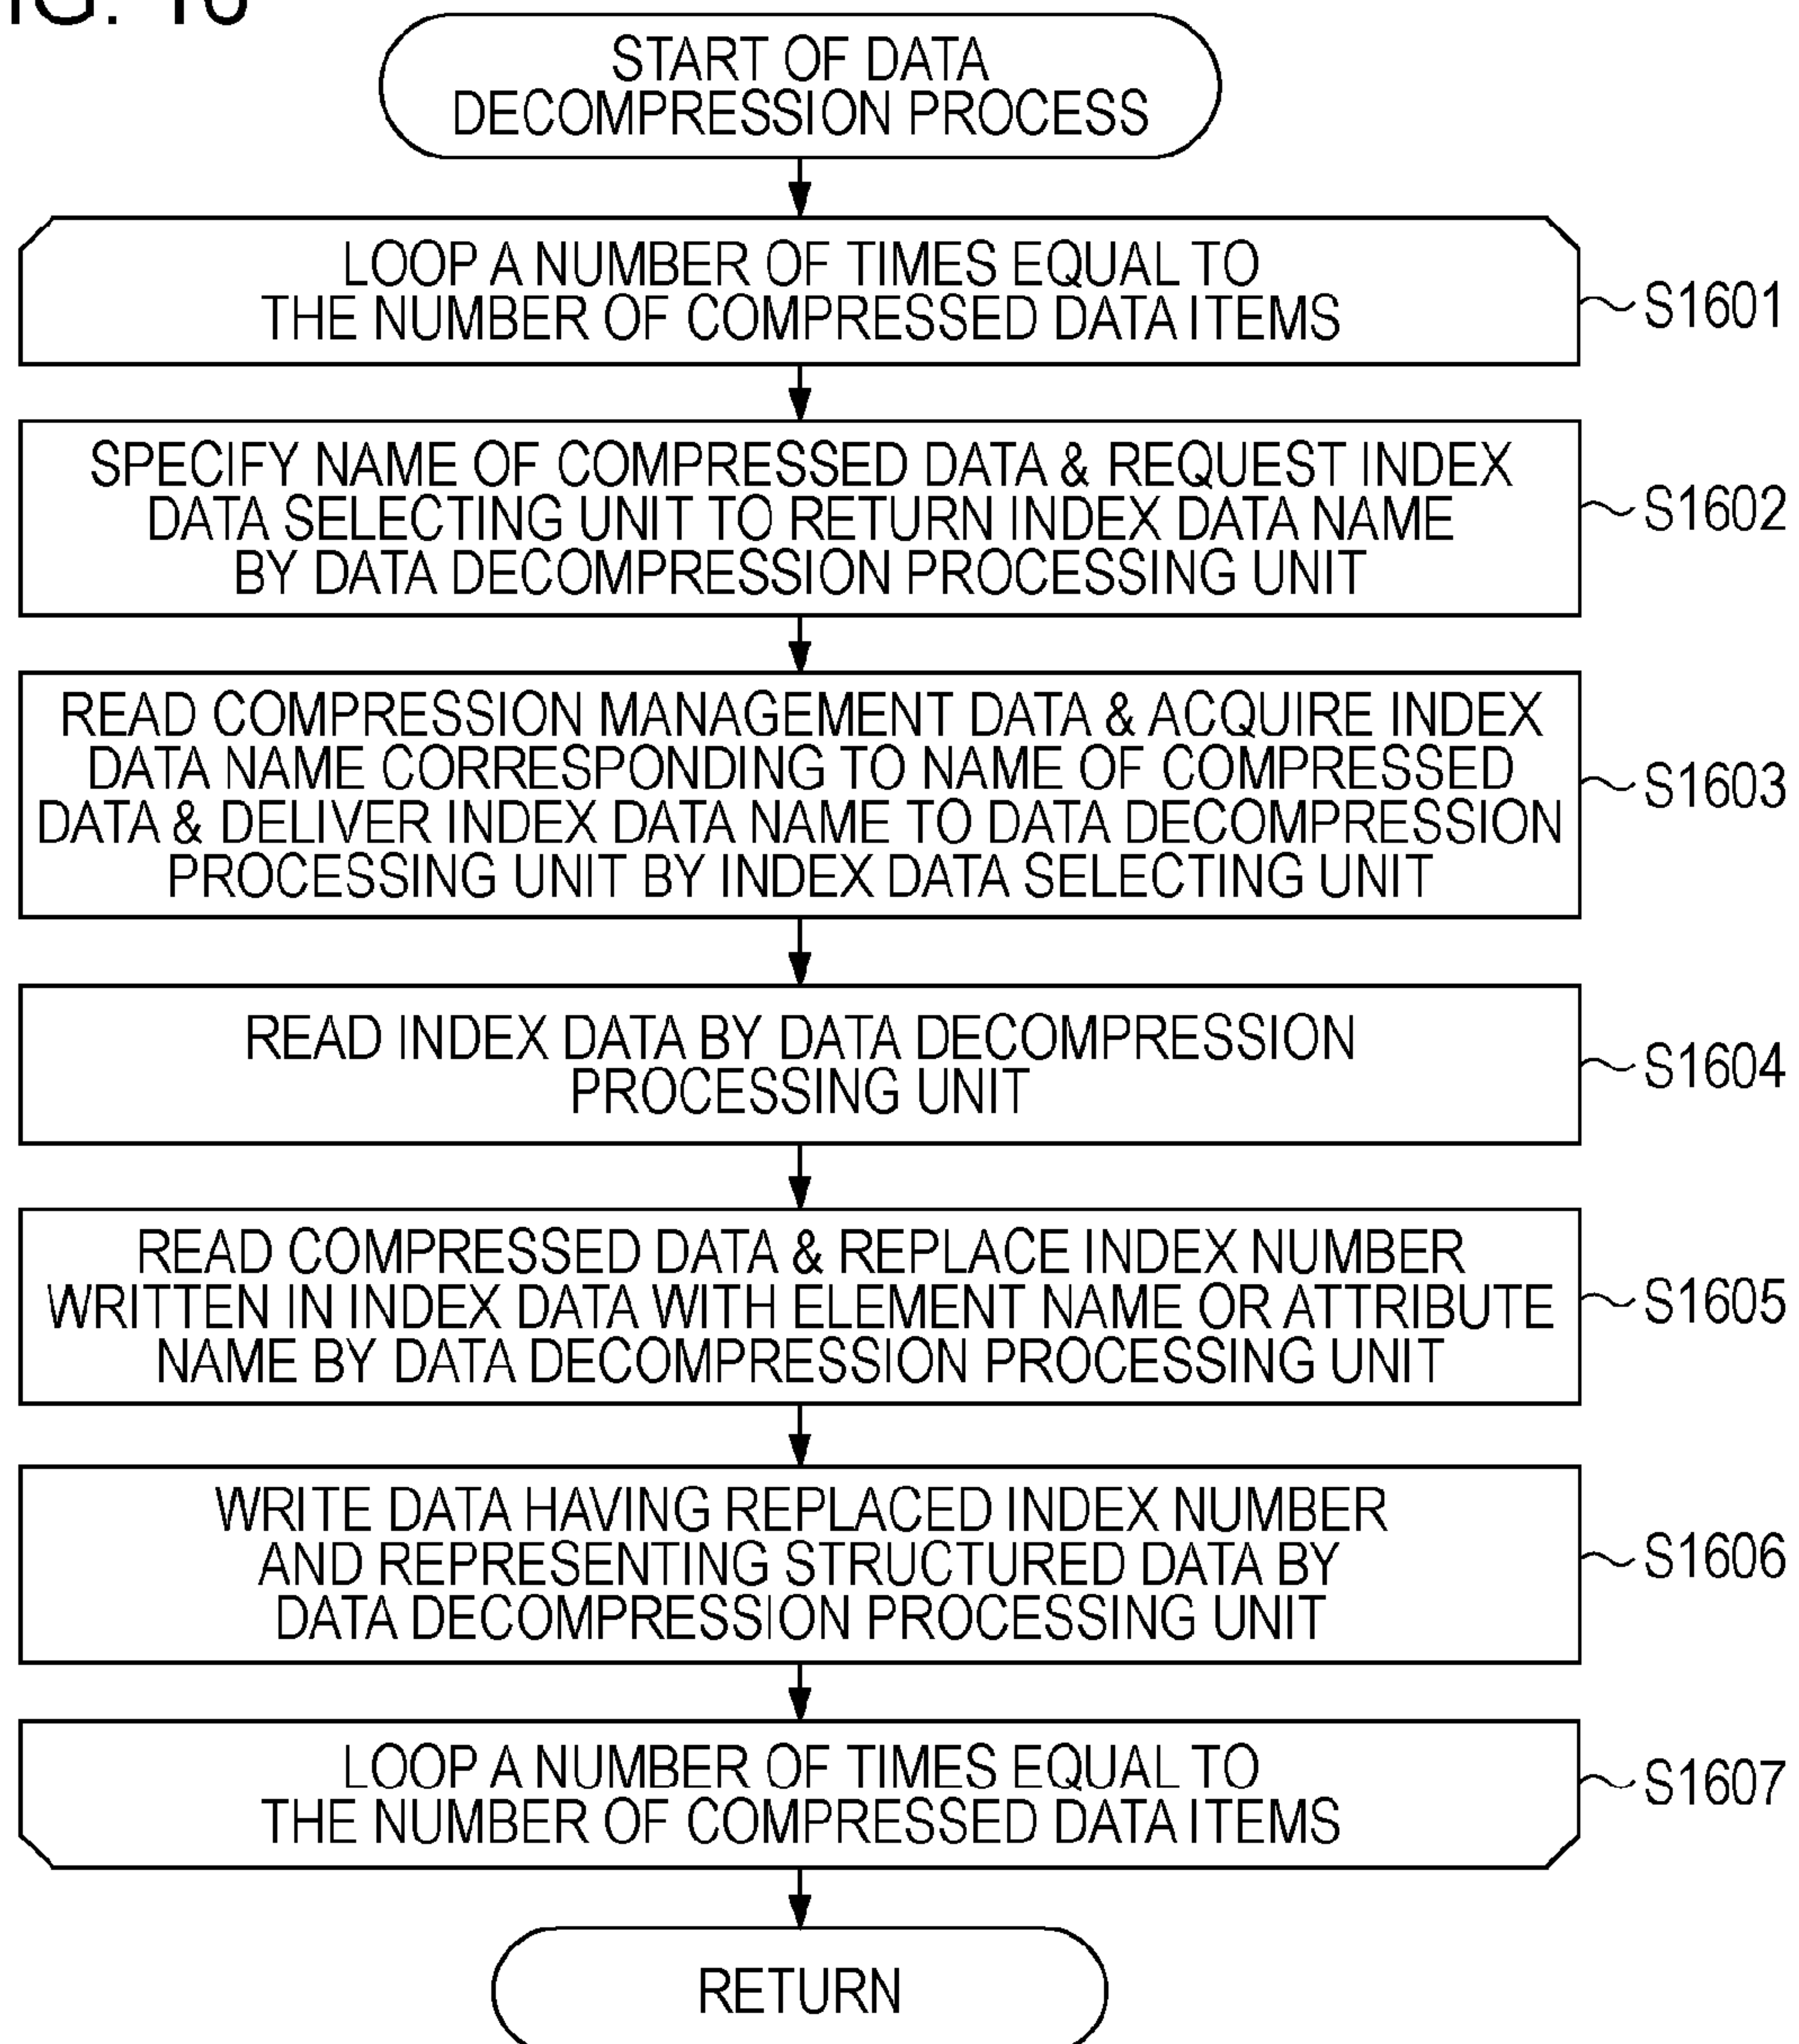 FIG. 16
START OF DATA
DECOMPRESSION PROCESS
LOOP A NUMBER OF TIMES EQUAL TO
THE NUMBER OF COMPRESSED DATA ITEMS
S1601
SPECIFY NAME OF COMPRESSED DATA & REQUEST INDEX
DATA SELECTING UNIT TO RETURN INDEX DATA NAME
BY DATA DECOMPRESSION PROCESSING UNIT
S1602
READ COMPRESSION MANAGEMENT DATA & ACQUIRE INDEX
DATA NAME CORRESPONDING TO NAME OF COMPRESSED
DATA & DELIVER INDEX DATA NAME TO DATA DECOMPRESSION
PROCESSING UNIT BY INDEX DATA SELECTING UNIT
S1603
READ INDEX DATA BY DATA DECOMPRESSION
PROCESSING UNIT
S1604
READ COMPRESSED DATA & REPLACE INDEX NUMBER
WRITTEN IN INDEX DATA WITH ELEMENT NAME OR ATTRIBUTE
NAME BY DATA DECOMPRESSION PROCESSING UNIT
S1605
WRITE DATA HAVING REPLACED INDEX NUMBER
AND REPRESENTING STRUCTURED DATA BY
DATA DECOMPRESSION PROCESSING UNIT
S1606
LOOP A NUMBER OF TIMES EQUAL TO
THE NUMBER OF COMPRESSED DATA ITEMS
S1607
RETURN